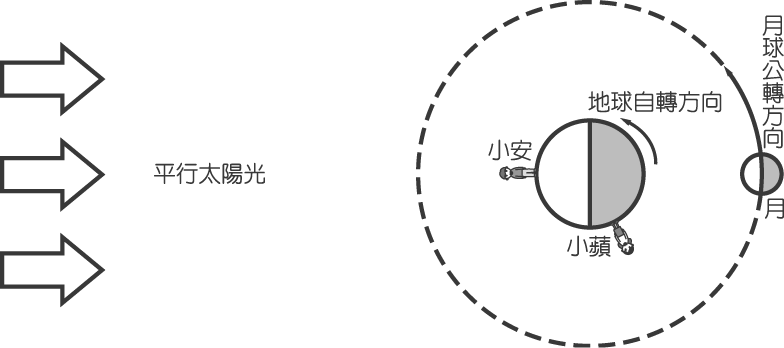 月球公轉方向
地球自轉方向
小安
平行太陽光
月
小蘋